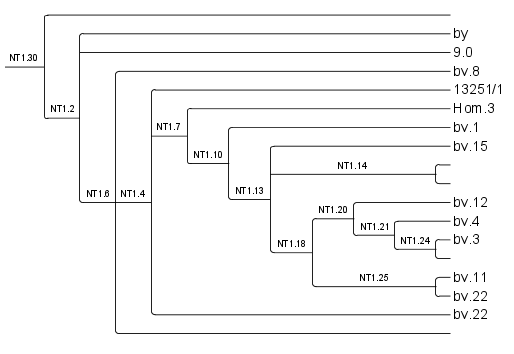 by
9.0
NT1.30
bv.8
13251/1
NT1.2
Hom.3
NT1.7
bv.1
bv.15
NT1.10
NT1.14
NT1.6
NT1.4
NT1.13
bv.12
NT1.20
bv.4
NT1.21
bv.3
NT1.24
NT1.18
bv.11
NT1.25
bv.22
bv.22